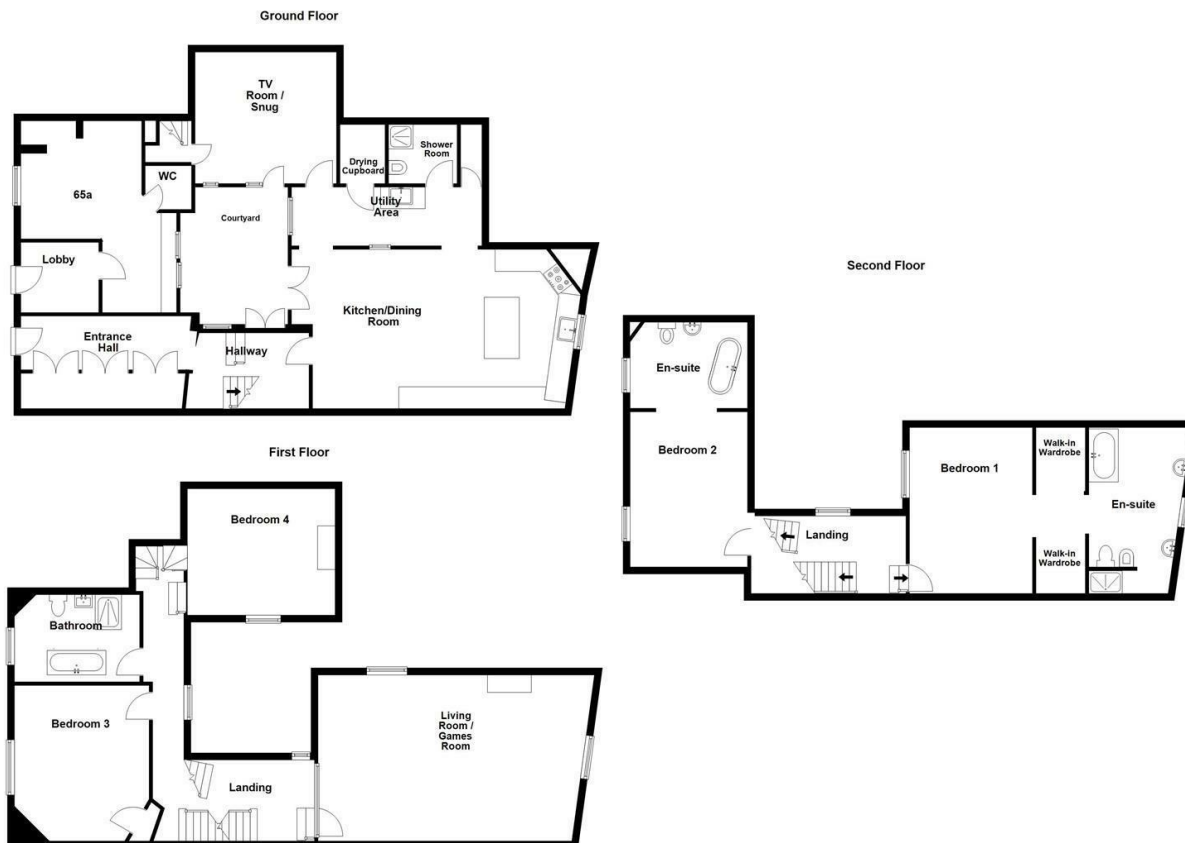 Ground Floor
TV
Room /
Snug
Shower
Room
Drying
Cupboard
WC
65a
Utility
Area
Courtyard
Lobby
Kitchen/Dining
Room
Entrance
Hall
Hallway
First Floor
Bedroom 4
Bathroom
Bedroom 3
Living
Room /
Games
Room
Landing
Second Floor
En-suite
Bedroom 2
Bedroom 1
Walk-in
Wardrobe
En-suite
Landing
Walk-in
Wardrobe